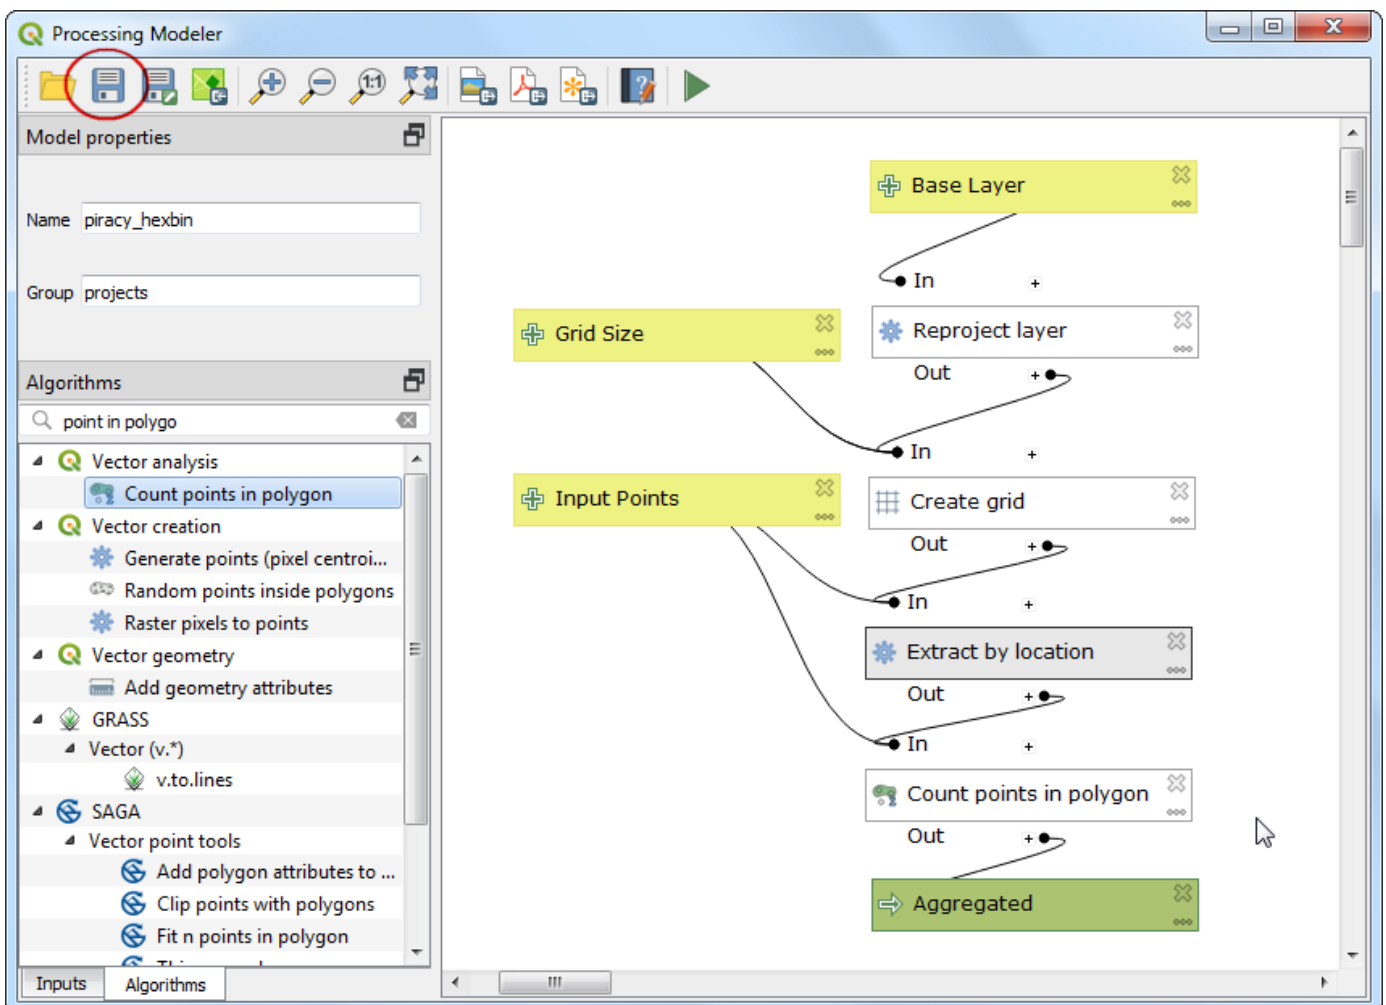 Processing Modeler
1:1
Model properties
Name piracy_hexbin
Group projects
Algorithms
point in polygo
Vector analysis
Count points in polygon
Vector creation
Generate points (pixel centroi...
Random points inside polygons
Raster pixels to points
Vector geometry
Add geometry attributes
GRASS
Vector (v.*)
v.to.lines
SAGA
Vector point tools
Add polygon attributes to ...
Clip points with polygons
Fit n points in polygon
Inputs
Algorithms
Base Layer
In
Grid Size
Reproject layer
Out
In
Input Points
Create grid
Out
In
Extract by location
Out
In
Count points in polygon
Out
Aggregated